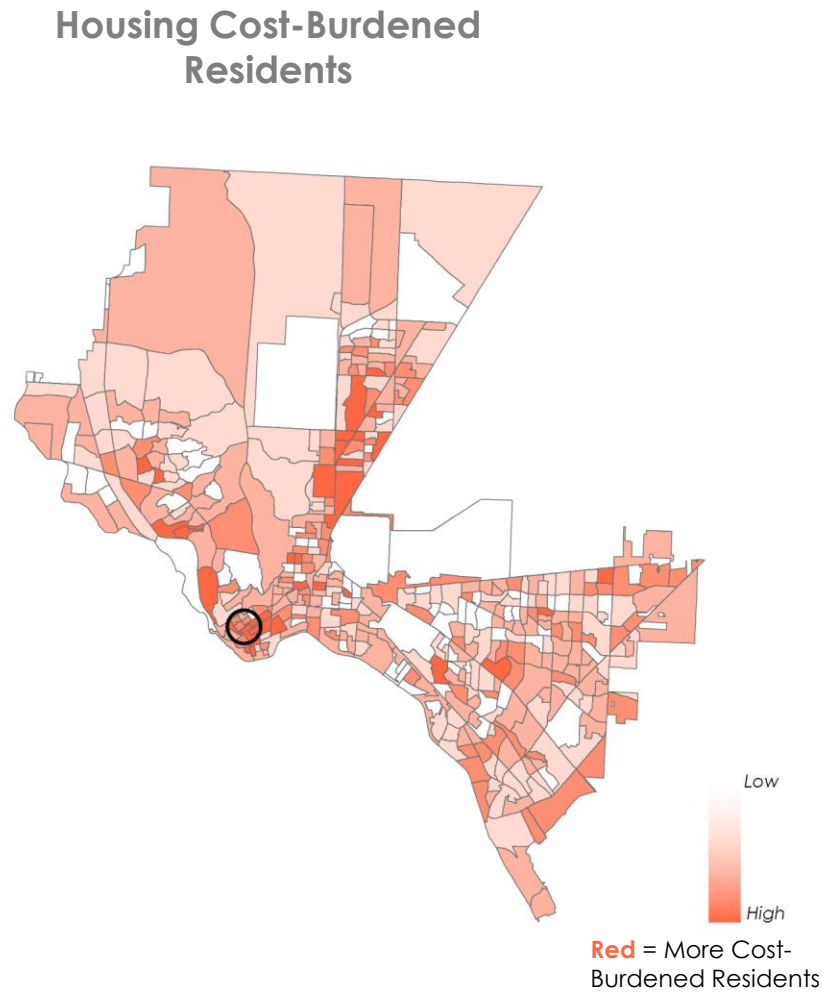 Housing Cost-Burdened
Residents
Low
High
Red = More Cost-
Burdened Residents